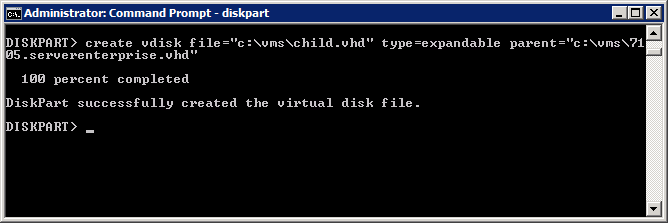 Administrator: Command Prompt - diskpart
DISKPART> create vdisk file="c:\vms\child.vhd" type=expandable parent="c:\vms\71
05.serverenterprise.vhd"
100 percent completed
DiskPart successfully created the virtual disk file.
DISKPART> _